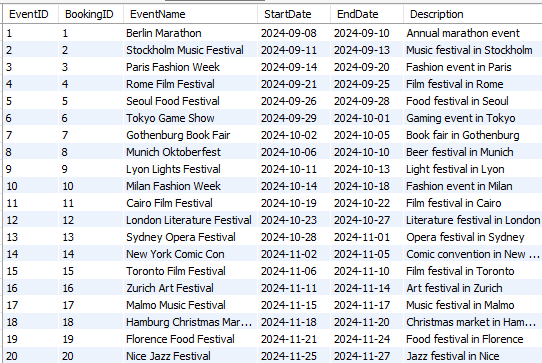 EventID BookingID EventName StartDate EndDate Description
1 1 Berlin Marathon 2024-09-08 2024-09-10 Annual marathon event
2 2 Stockholm Music Festival 2024-09-11 2024-09-13 Music festival in Stockholm
3 3 Paris Fashion Week 2024-09-14 2024-09-20 Fashion event in Paris
4 4 Rome Film Festival 2024-09-21 2024-09-25 Film festival in Rome
5 5 Seoul Food Festival 2024-09-26 2024-09-28 Food festival in Seoul
6 6 Tokyo Game Show 2024-09-29 2024-10-01 Gaming event in Tokyo
7 7 Gothenburg Book Fair 2024-10-02 2024-10-05 Book fair in Gothenburg
8 8 Munich Oktoberfest 2024-10-06 2024-10-10 Beer festival in Munich
9 9 Lyon Lights Festival 2024-10-11 2024-10-13 Light festival in Lyon
10 10 Milan Fashion Week 2024-10-14 2024-10-18 Fashion event in Milan
11 11 Cairo Film Festival 2024-10-19 2024-10-22 Film festival in Cairo
12 12 London Literature Festival 2024-10-23 2024-10-27 Literature festival in London
13 13 Sydney Opera Festival 2024-10-28 2024-11-01 Opera festival in Sydney
14 14 New York Comic Con 2024-11-02 2024-11-05 Comic convention in New ...
15 15 Toronto Film Festival 2024-11-06 2024-11-10 Film festival in Toronto
16 16 Zurich Art Festival 2024-11-11 2024-11-14 Art festival in Zurich
17 17 Malmo Music Festival 2024-11-15 2024-11-17 Music festival in Malmo
18 18 Hamburg Christmas Mar... 2024-11-18 2024-11-20 Christmas market in Ham...
19 19 Florence Food Festival 2024-11-21 2024-11-24 Food festival in Florence
20 20 Nice Jazz Festival 2024-11-25 2024-11-27 Jazz festival in Nice